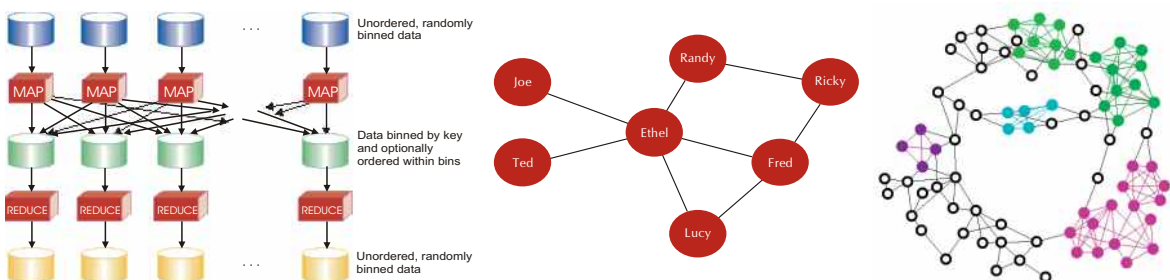 . . .
Unordered, randomly
binned data
MAP MAP MAP MAP
Data binned by key
and optionally
ordered within bins
REDUCE REDUCE REDUCE REDUCE
. . .
Unordered, randomly
binned data
Randy
Joe
Ricky
Ethel
Ted
Fred
Lucy